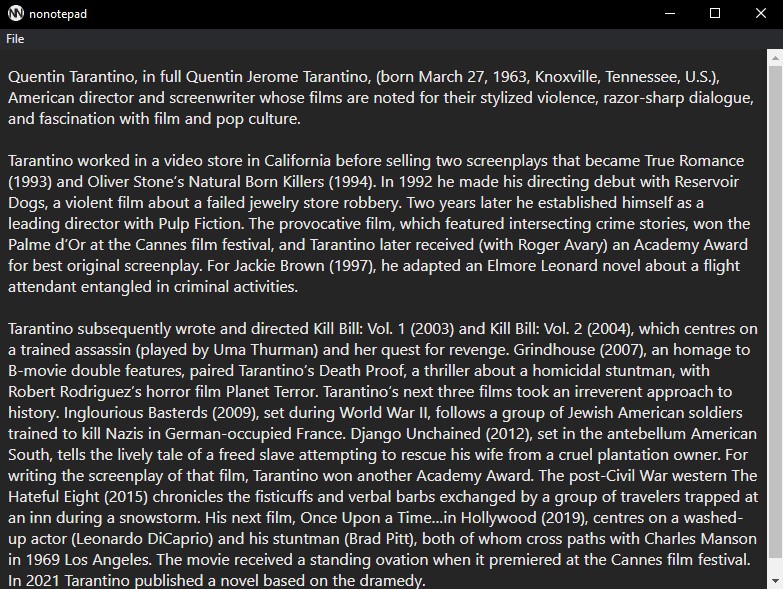 nonotepad
File
Quentin Tarantino, in full Quentin Jerome Tarantino, (born March 27, 1963, Knoxville, Tennessee, U.S.),
American director and screenwriter whose films are noted for their stylized violence, razor-sharp dialogue,
and fascination with film and pop culture.
Tarantino worked in a video store in California before selling two screenplays that became True Romance
(1993) and Oliver Stone’s Natural Born Killers (1994). In 1992 he made his directing debut with Reservoir
Dogs, a violent film about a failed jewelry store robbery. Two years later he established himself as a
leading director with Pulp Fiction. The provocative film, which featured intersecting crime stories, won the
Palme d’Or at the Cannes film festival, and Tarantino later received (with Roger Avary) an Academy Award
for best original screenplay. For Jackie Brown (1997), he adapted an Elmore Leonard novel about a flight
attendant entangled in criminal activities.
Tarantino subsequently wrote and directed Kill Bill: Vol. 1 (2003) and Kill Bill: Vol. 2 (2004), which centres on
a trained assassin (played by Uma Thurman) and her quest for revenge. Grindhouse (2007), an homage to
B-movie double features, paired Tarantino’s Death Proof, a thriller about a homicidal stuntman, with
Robert Rodriguez’s horror film Planet Terror. Tarantino’s next three films took an irreverent approach to
history. Inglourious Basterds (2009), set during World War II, follows a group of Jewish American soldiers
trained to kill Nazis in German-occupied France. Django Unchained (2012), set in the antebellum American
South, tells the lively tale of a freed slave attempting to rescue his wife from a cruel plantation owner. For
writing the screenplay of that film, Tarantino won another Academy Award. The post-Civil War western The
Hateful Eight (2015) chronicles the fisticuffs and verbal barbs exchanged by a group of travelers trapped at
an inn during a snowstorm. His next film, Once Upon a Time...in Hollywood (2019), centres on a washed-
up actor (Leonardo DiCaprio) and his stuntman (Brad Pitt), both of whom cross paths with Charles Manson
in 1969 Los Angeles. The movie received a standing ovation when it premiered at the Cannes film festival.
In 2021 Tarantino published a novel based on the dramedy.